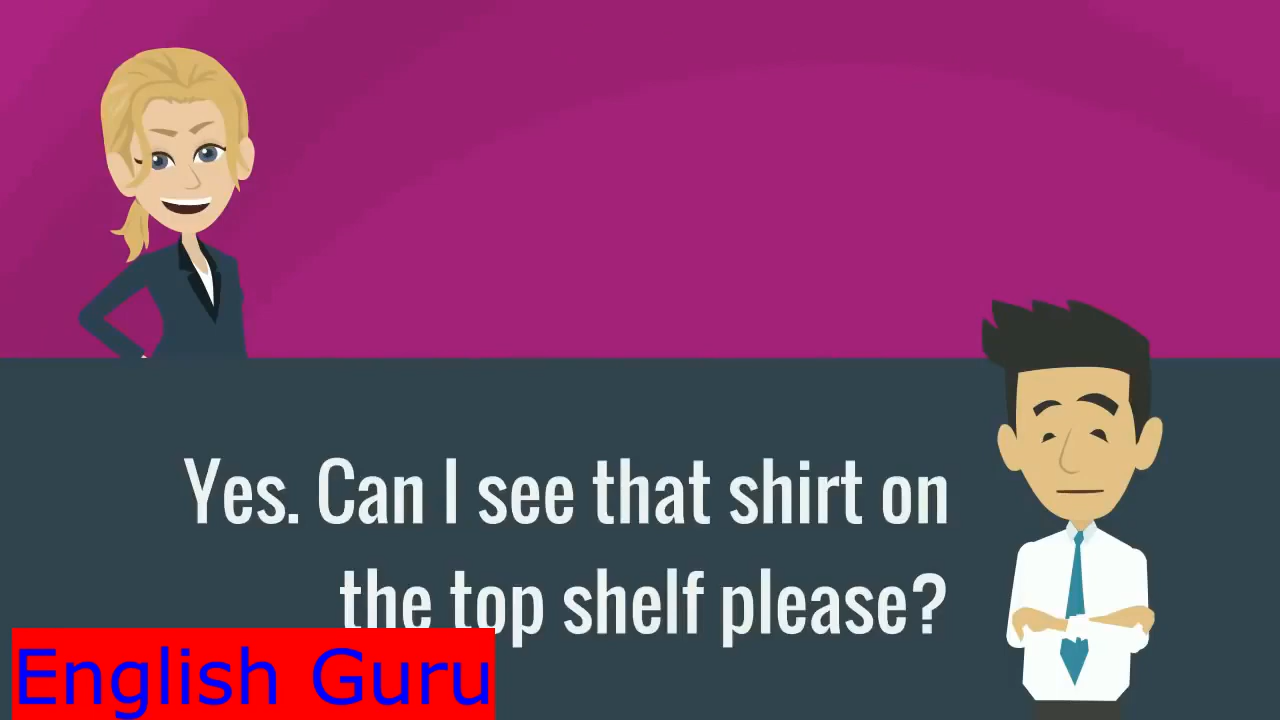 Yes. Can I see that shirt on
the top shelf please?
English Guru